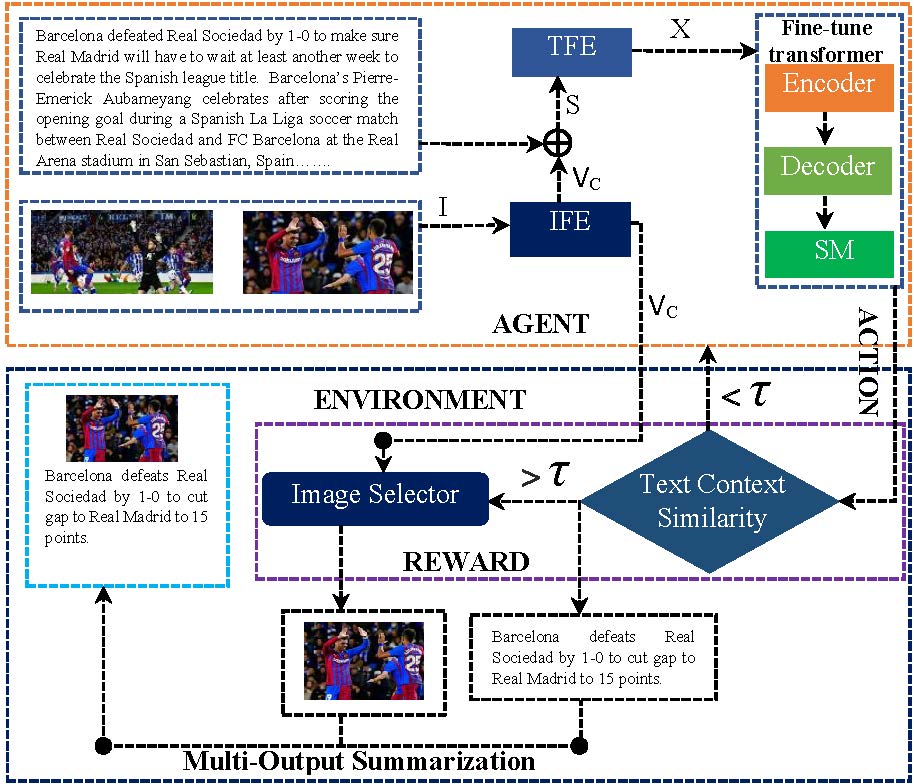 Barcelona defeated Real Sociedad by 1-0 to make sure
Real Madrid will have to wait at least another week to
celebrate the Spanish league title. Barcelona's Pierre-
Emerick Aubameyang celebrates after scoring the
opening goal during a Spanish La Liga soccer match
between Real Sociedad and FC Barcelona at the Real
Arena stadium in San Sebastian, Spain…….
TFE
X
Fine-tune
transformer
Encoder
Decoder
SM
S
V_C
I
IFE
V_C
AGENT
ACTION
ENVIRONMENT
< τ
Barcelona defeats Real
Sociedad by 1-0 to cut
gap to Real Madrid to 15
points.
Image Selector
> τ
Text Context
Similarity
REWARD
25
Barcelona defeats Real
Sociedad by 1-0 to cut gap to
Real Madrid to 15 points.
Multi-Output Summarization